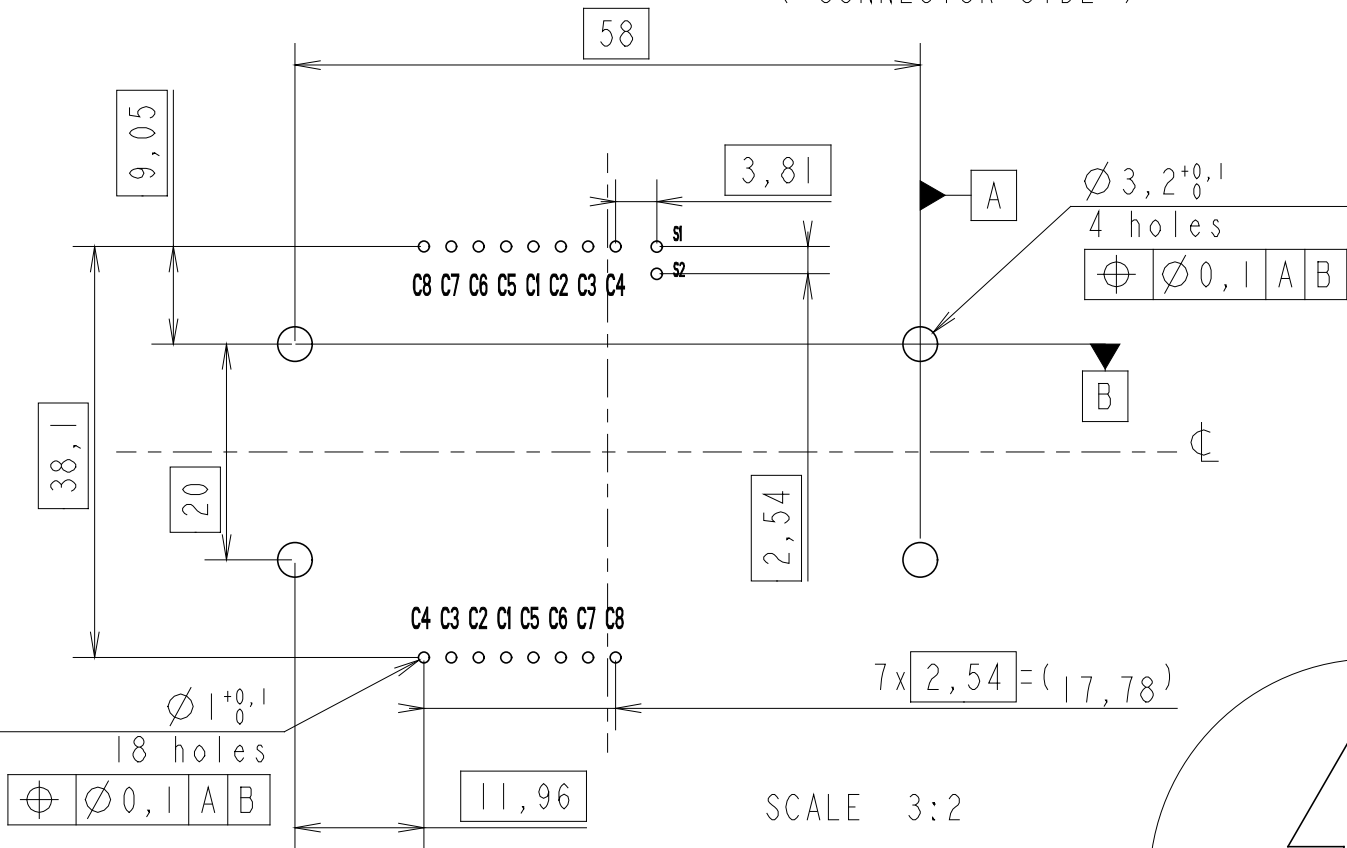 ( CONNECTOR SIDE )
58
9,05
3,81
A
Ø3,2 +0,1 0
4 holes
Ø0,1 A B
S1
S2
C8 C7 C6 C5 C1 C2 C3 C4
B
38,1
20
2,54
C4 C3 C2 C1 C5 C6 C7 C8
7x 2,54 =(17,78)
Ø1 +0,1 0
18 holes
Ø0,1 A B
11,96
SCALE 3:2